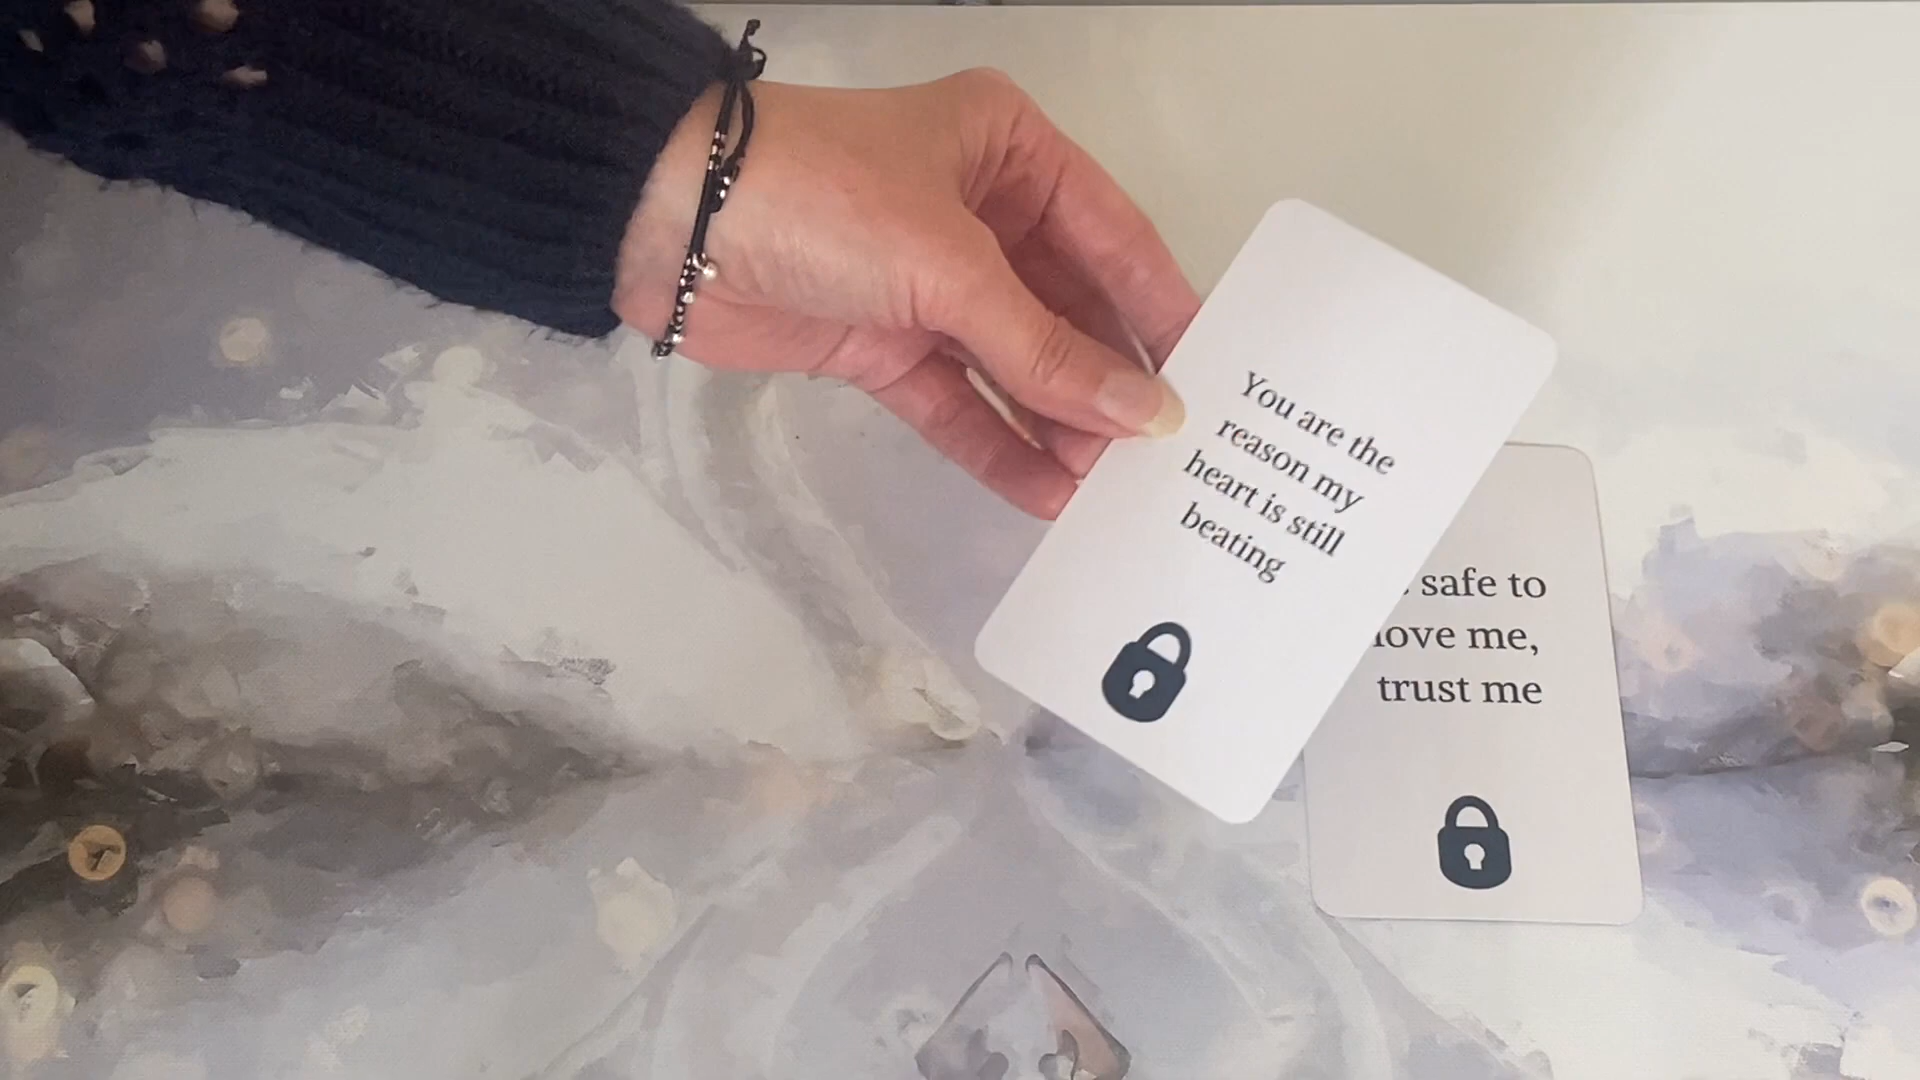 You are the
reason my
heart is still
beating
safe to
love me,
trust me